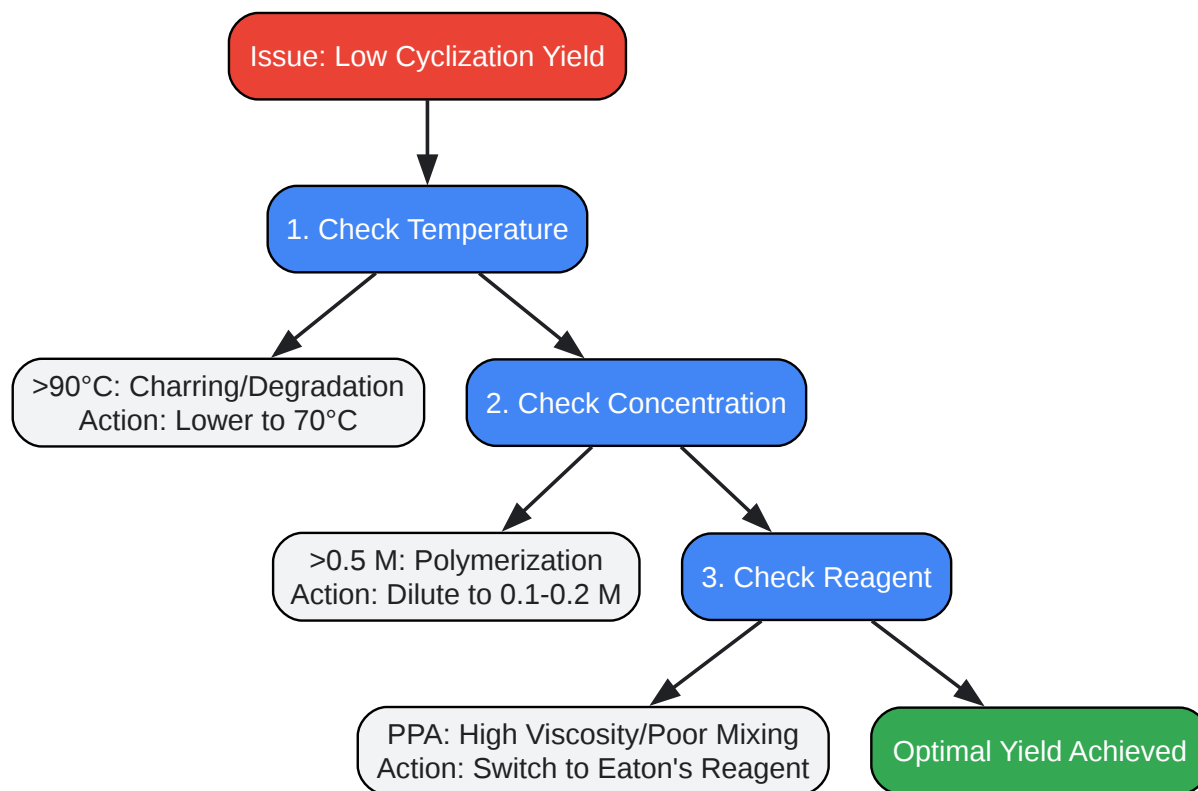 Issue: Low Cyclization Yield
1. Check Temperature
>90°C: Charring/Degradation
Action: Lower to 70°C
2. Check Concentration
>0.5 M: Polymerization
Action: Dilute to 0.1-0.2 M
3. Check Reagent
PPA: High Viscosity/Poor Mixing
Action: Switch to Eaton's Reagent
Optimal Yield Achieved